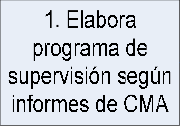 1. Elabora
programa de
supervisión según
informes de CMA